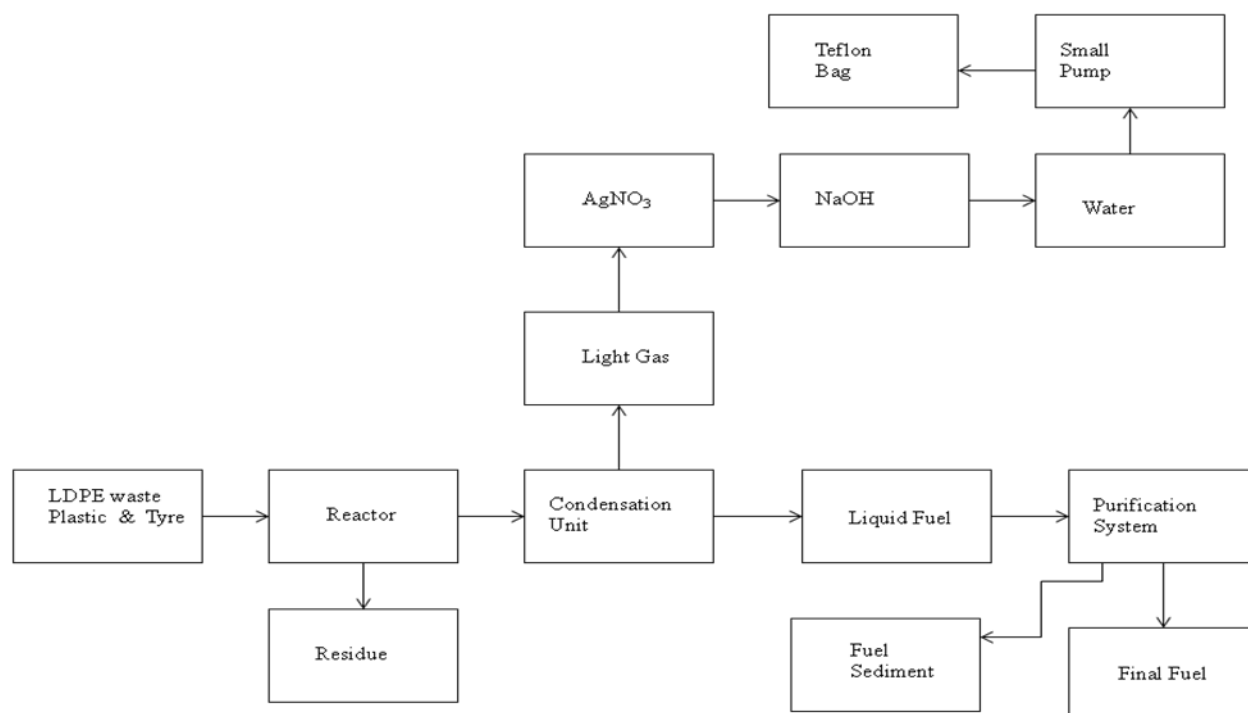 Teflon
Bag
Small
Pump
AgNO₃
NaOH
Water
Light Gas
LDPE waste
Plastic & Tyre
Reactor
Condensation
Unit
Liquid Fuel
Purification
System
Residue
Fuel
Sediment
Final Fuel